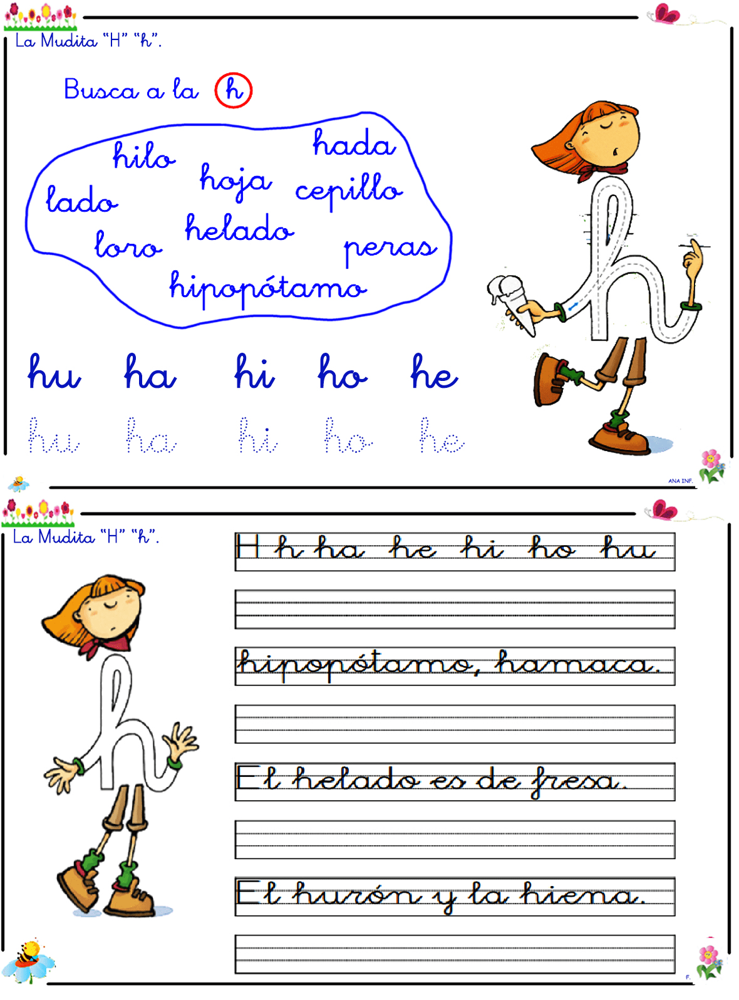 La Mudita “H” “h”.
Busca a la h
hilo hada
hoja cepillo
lado
helado
loro peras
hipopótamo
hu ha hi ho he
hu ha hi ho he
ANA INF.
La Mudita “H” “h”.
H h ha he hi ho hu
hipopótamo, hamaca.
El helado es de fresa.
El hurón y la hiena.
F.